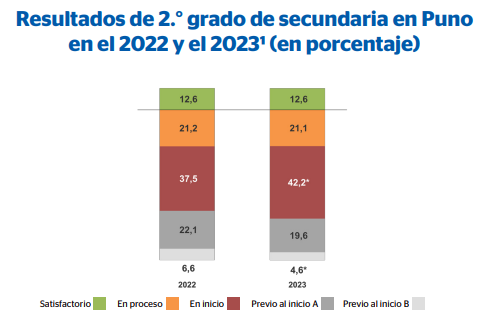 Resultados de 2.° grado de secundaria en Puno
en el 2022 y el 2023¹ (en porcentaje)
12,6 12,6
21,2 21,1
37,5 42,2*
22,1 19,6
6,6 4,6*
2022 2023
Satisfactorio En proceso En inicio Previo al inicio A Previo al inicio B